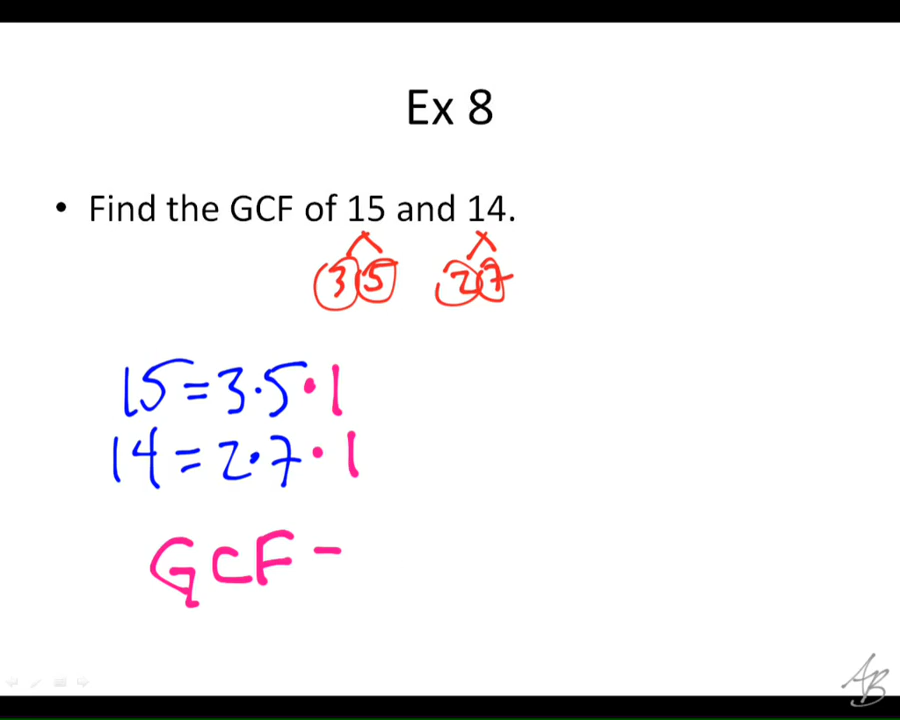 Ex 8
• Find the GCF of 15 and 14.
3 5 2 7
15=3·5·1
14=2·7·1
GCF -
AB